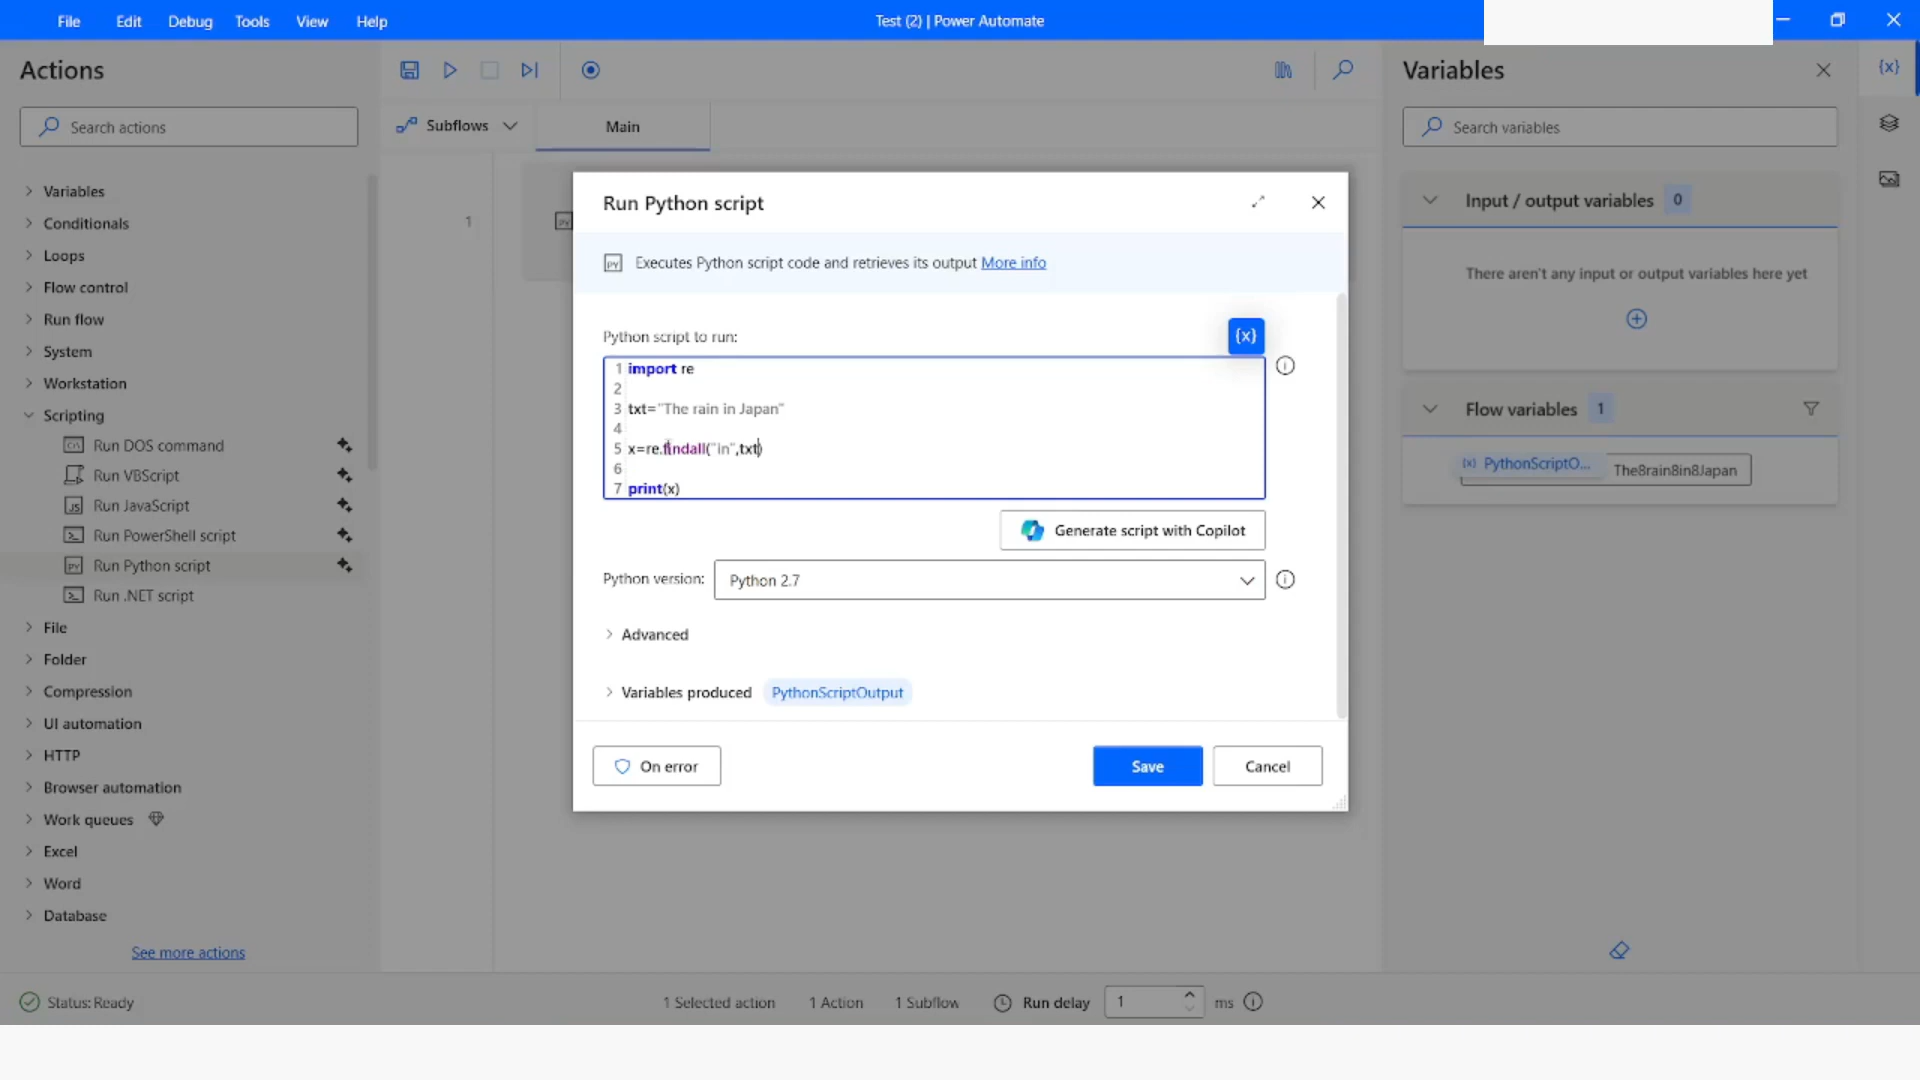 File Edit Debug Tools View Help
Test (2) | Power Automate
Actions
Search actions
Variables
Conditionals
Loops
Flow control
Run flow
System
Workstation
Scripting
Run DOS command
Run VBScript
Run JavaScript
Run PowerShell script
Run Python script
Run .NET script
File
Folder
Compression
UI automation
HTTP
Browser automation
Work queues
Excel
Word
Database
See more actions
Subflows
Main
1
Run Python script
Executes Python script code and retrieves its output More info
Python script to run:
{x}
1 import re
2
3 txt="The rain in Japan"
4
5 x=re.findall("in",txt)
6
7 print(x)
Generate script with Copilot
Python version: Python 2.7
Advanced
Variables produced PythonScriptOutput
On error
Save
Cancel
Variables
{x}
Search variables
Input / output variables 0
There aren't any input or output variables here yet
Flow variables 1
{x} PythonScriptO... The8rain8in8Japan
Status: Ready
1 Selected action
1 Action
1 Subflow
Run delay 1 ms